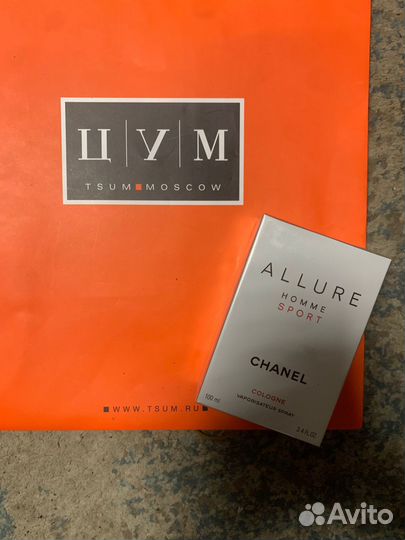 Ц|У|М
TSUM MOSCOW
WWW.TSUM.RU
ALLURE
HOMME
SPORT
CHANEL
COLOGNE
VAPORISATEUR SPRAY
100 ml
3.4 FL.OZ
Avito